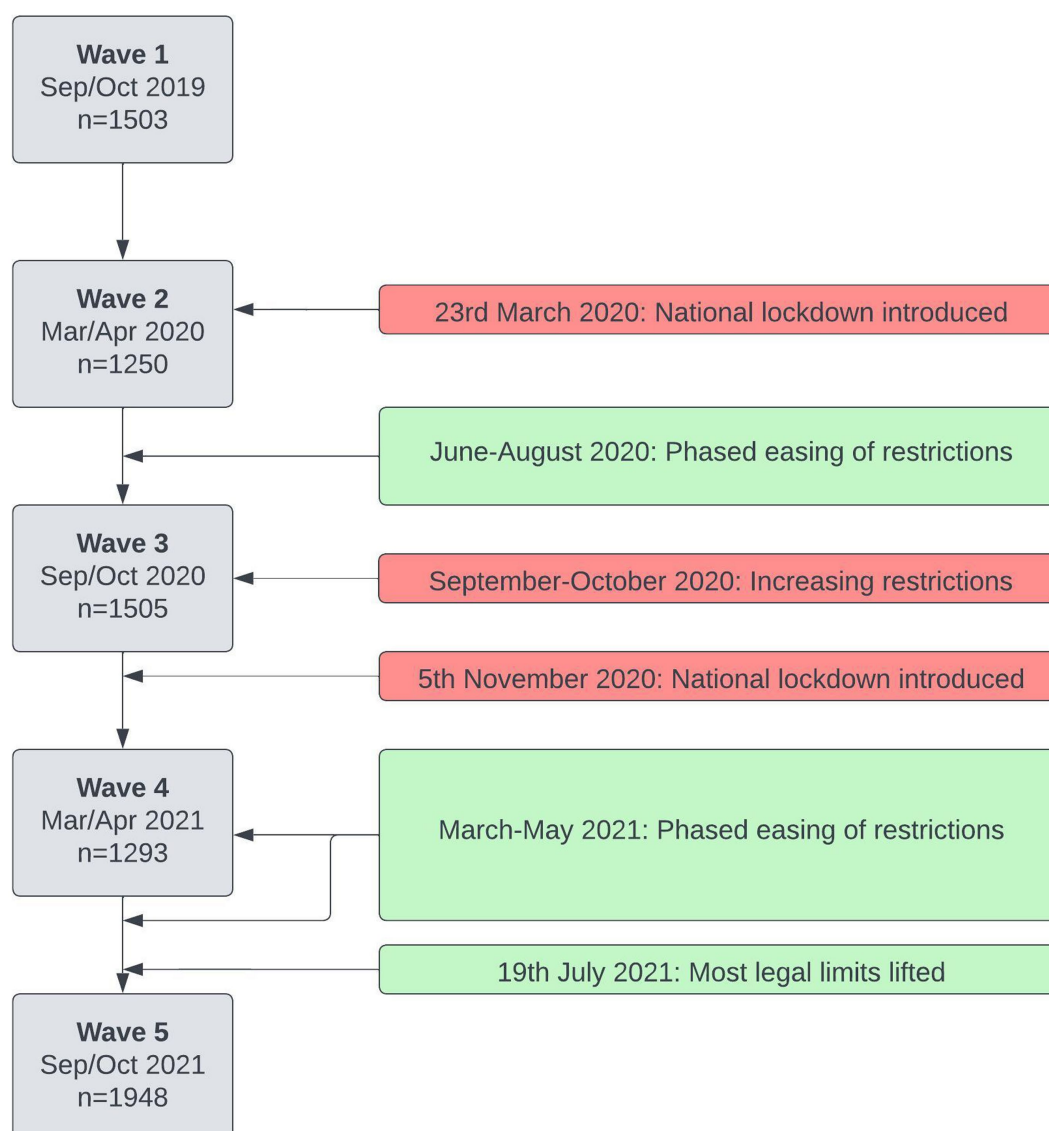 Wave 1
Sep/Oct 2019
n=1503
Wave 2
Mar/Apr 2020
n=1250
23rd March 2020: National lockdown introduced
June-August 2020: Phased easing of restrictions
Wave 3
Sep/Oct 2020
n=1505
September-October 2020: Increasing restrictions
5th November 2020: National lockdown introduced
Wave 4
Mar/Apr 2021
n=1293
March-May 2021: Phased easing of restrictions
19th July 2021: Most legal limits lifted
Wave 5
Sep/Oct 2021
n=1948